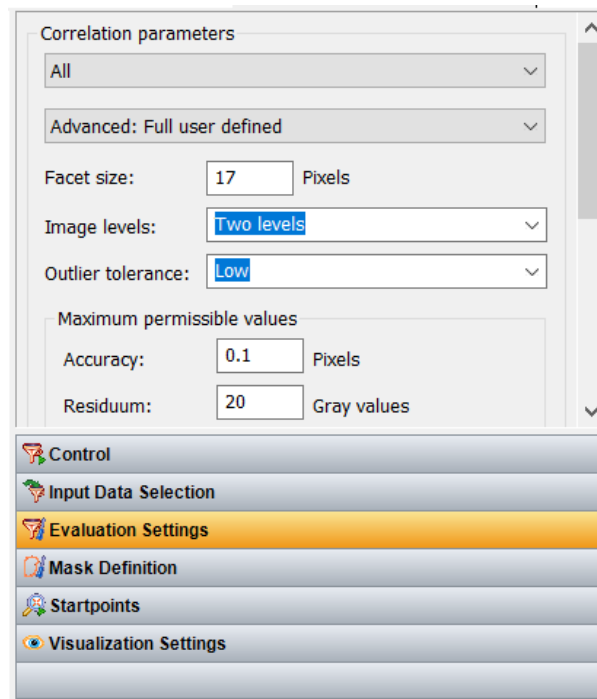 Correlation parameters
All
Advanced: Full user defined
Facet size: 17 Pixels
Image levels: Two levels
Outlier tolerance: Low
Maximum permissible values
Accuracy: 0.1 Pixels
Residuum: 20 Gray values
Control
Input Data Selection
Evaluation Settings
Mask Definition
Startpoints
Visualization Settings